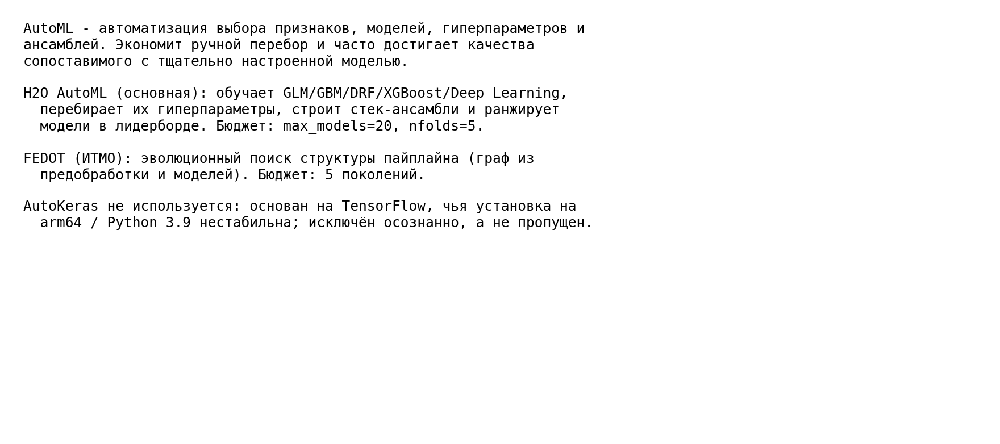 AutoML - автоматизация выбора признаков, моделей, гиперпараметров и
ансамблей. Экономит ручной перебор и часто достигает качества
сопоставимого с тщательно настроенной моделью.
H2O AutoML (основная): обучает GLM/GBM/DRF/XGBoost/Deep Learning,
перебирает их гиперпараметры, строит стек-ансамбли и ранжирует
модели в лидерборде. Бюджет: max_models=20, nfolds=5.
FEDOT (ИТМО): эволюционный поиск структуры пайплайна (граф из
предобработки и моделей). Бюджет: 5 поколений.
AutoKeras не используется: основан на TensorFlow, чья установка на
arm64 / Python 3.9 нестабильна; исключён осознанно, а не пропущен.